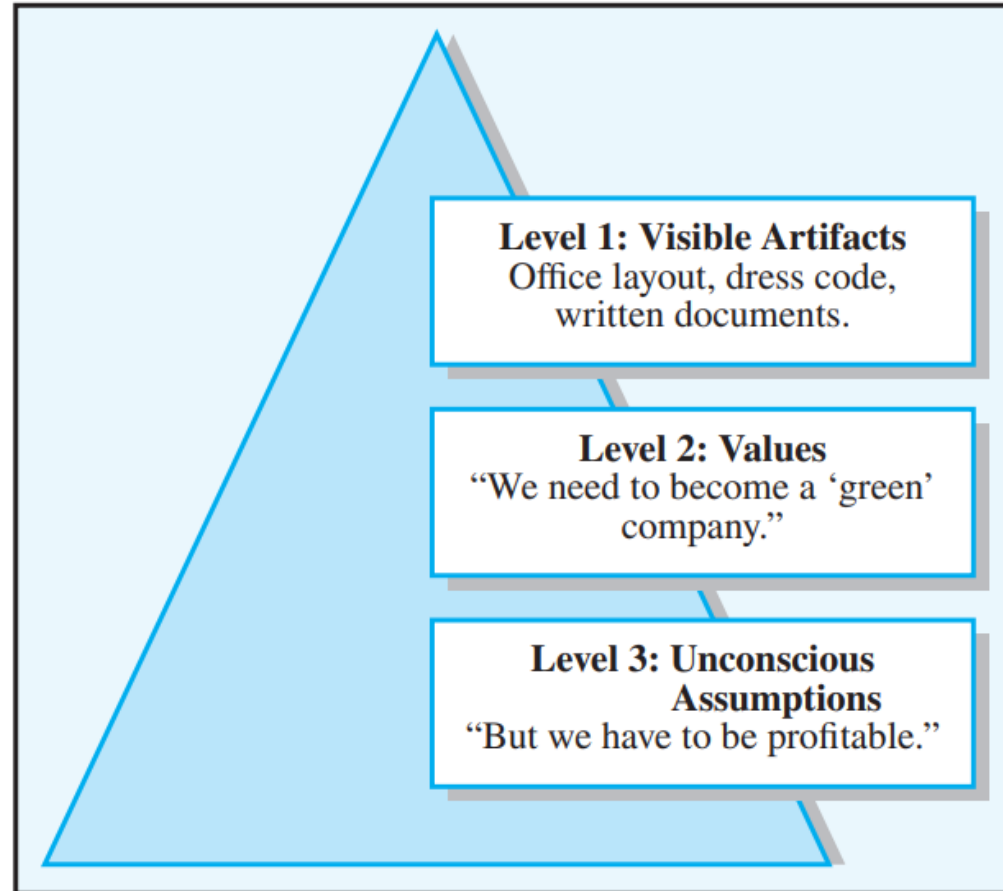 Level 1: Visible Artifacts
Office layout, dress code,
written documents.
Level 2: Values
“We need to become a ‘green’
company.”
Level 3: Unconscious
Assumptions
“But we have to be profitable.”